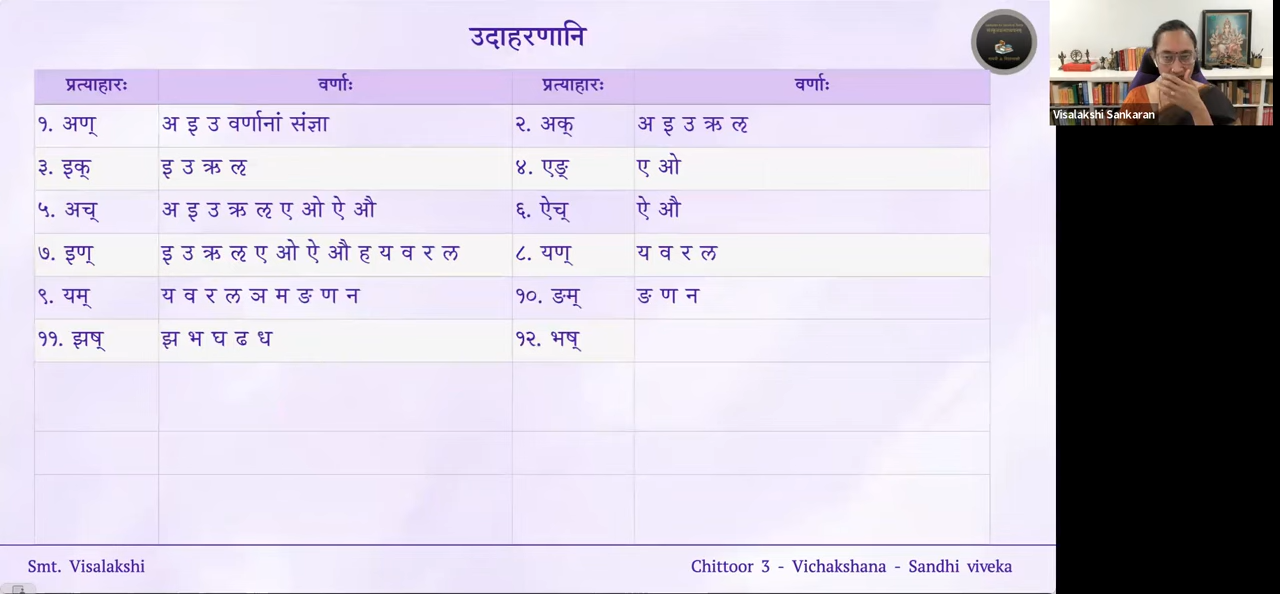 उदाहरणानि
Visalakshi Sankaran
प्रत्याहारः वर्णाः प्रत्याहारः वर्णाः
१. अण् अ इ उ वर्णानां संज्ञा २. अक् अ इ उ ऋ ऌ
३. इक् इ उ ऋ ऌ ४. एङ् ए ओ
५. अच् अ इ उ ऋ ऌ ए ओ ऐ औ ६. ऐच् ऐ औ
७. इण् इ उ ऋ ऌ ए ओ ऐ औ ह य व र ल ८. यण् य व र ल
९. यम् य व र ल ञ म ङ ण न १०. ङम् ङ ण न
११. झष् झ भ घ ढ ध १२. भष्
Smt. Visalakshi Chittoor 3 - Vichakshana - Sandhi viveka